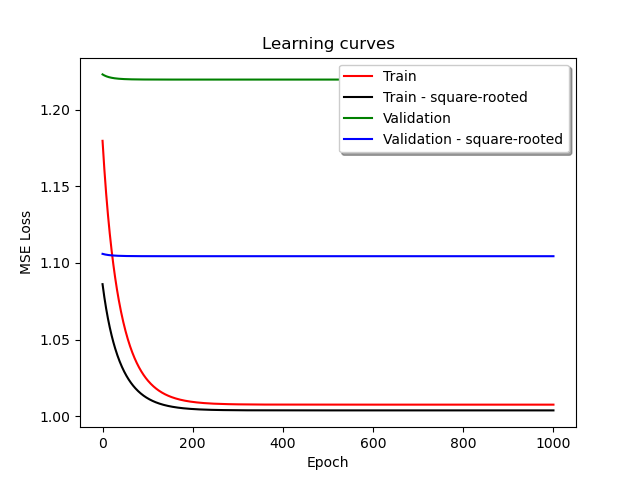 Learning curves
Train
Train - square-rooted
Validation
Validation - square-rooted
MSE Loss
1.20
1.15
1.10
1.05
1.00
0 200 400 600 800 1000
Epoch